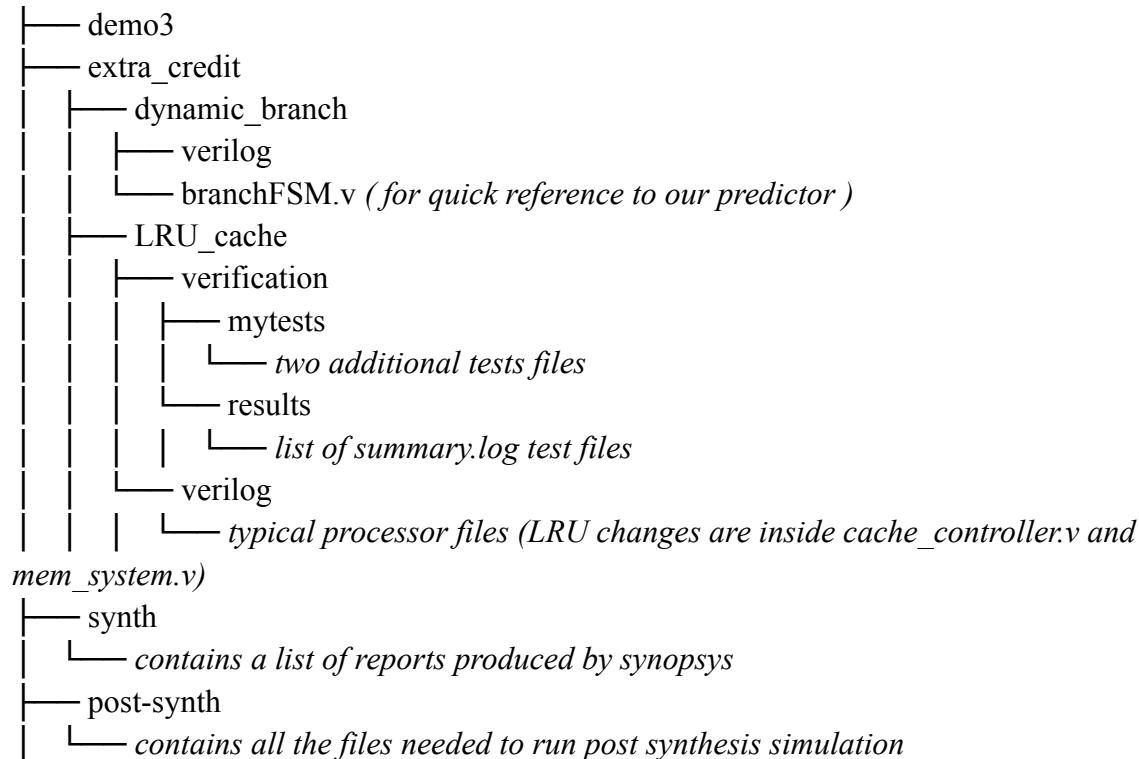 ├── demo3
├── extra_credit
│ ├── dynamic_branch
│ │ ├── verilog
│ │ └── branchFSM.v ( for quick reference to our predictor )
│ ├── LRU_cache
│ │ ├── verification
│ │ │ ├── mytests
│ │ │ │ └── two additional tests files
│ │ │ └── results
│ │ │ │ └── list of summary.log test files
│ │ └── verilog
│ │ │ └── typical processor files (LRU changes are inside cache_controller.v and
mem_system.v)
├── synth
│ └── contains a list of reports produced by synopsys
├── post-synth
│ └── contains all the files needed to run post synthesis simulation